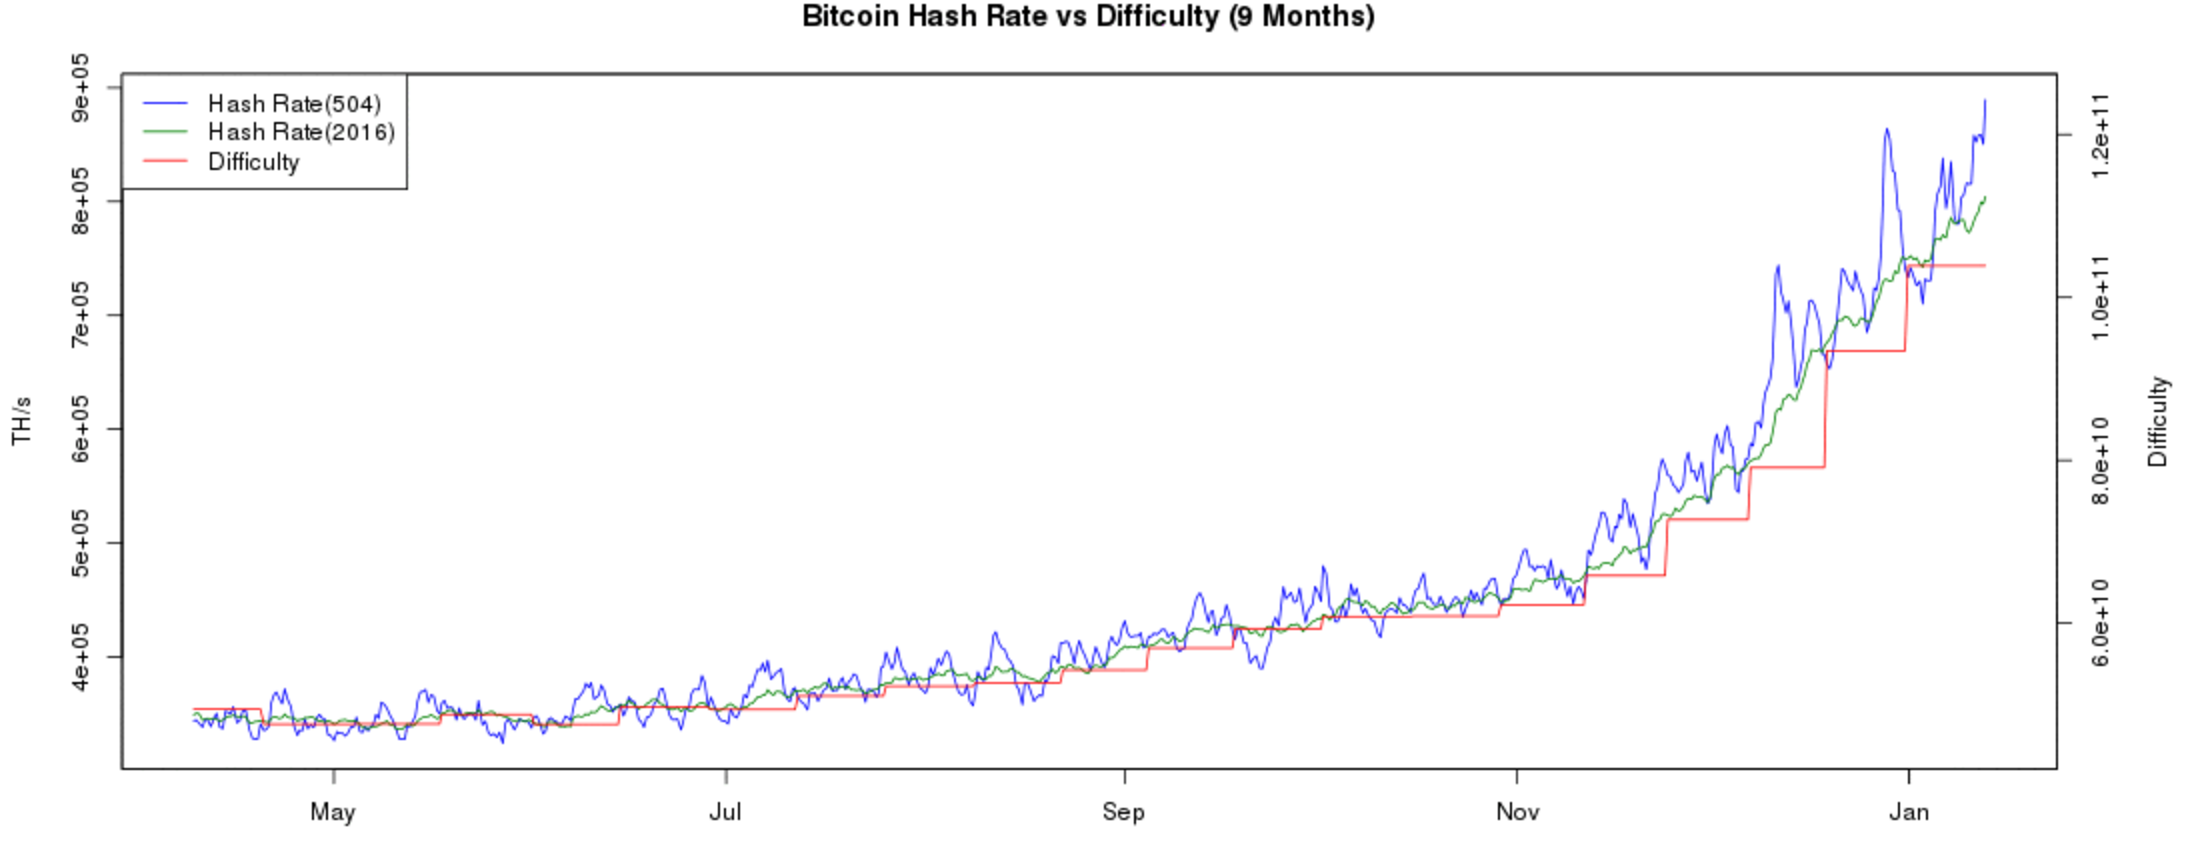 Bitcoin Hash Rate vs Difficulty (9 Months)
Hash Rate(504)
Hash Rate(2016)
Difficulty
TH/s
9e+05
8e+05
7e+05
6e+05
5e+05
4e+05
1.2e+11
1.0e+11
8.0e+10
6.0e+10
Difficulty
May Jul Sep Nov Jan